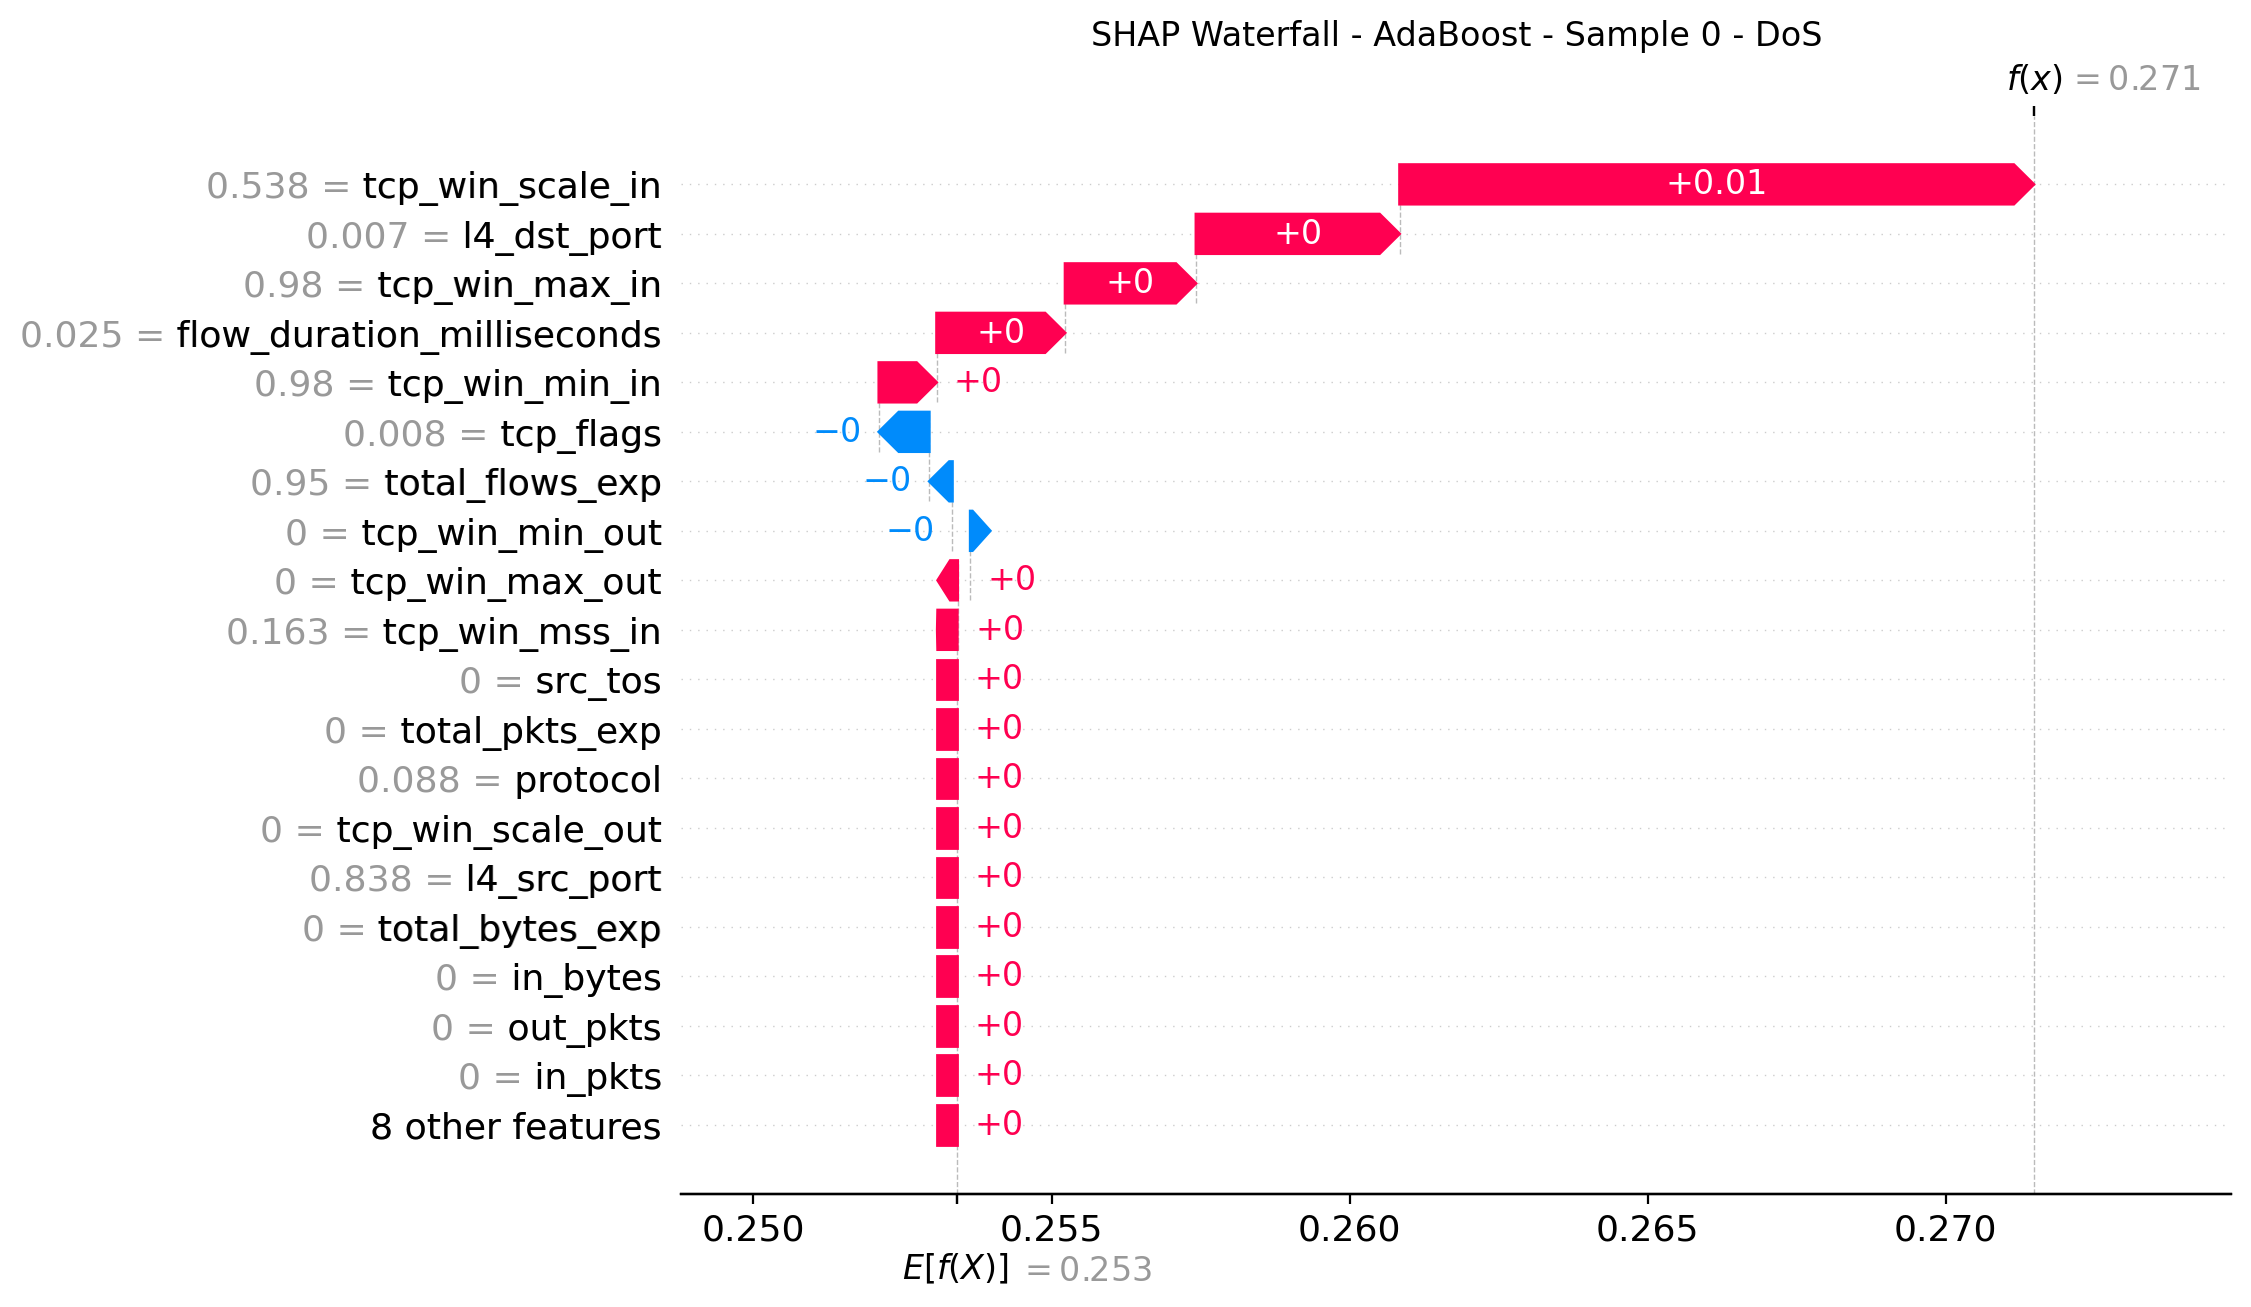 SHAP Waterfall - AdaBoost - Sample 0 - DoS
f(x) = 0.271
0.538 = tcp_win_scale_in +0.01
0.007 = l4_dst_port +0
0.98 = tcp_win_max_in +0
0.025 = flow_duration_milliseconds +0
0.98 = tcp_win_min_in +0
0.008 = tcp_flags −0
0.95 = total_flows_exp −0
0 = tcp_win_min_out −0
0 = tcp_win_max_out +0
0.163 = tcp_win_mss_in +0
0 = src_tos +0
0 = total_pkts_exp +0
0.088 = protocol +0
0 = tcp_win_scale_out +0
0.838 = l4_src_port +0
0 = total_bytes_exp +0
0 = in_bytes +0
0 = out_pkts +0
0 = in_pkts +0
8 other features +0
0.250 0.255 0.260 0.265 0.270
E[f(X)] = 0.253